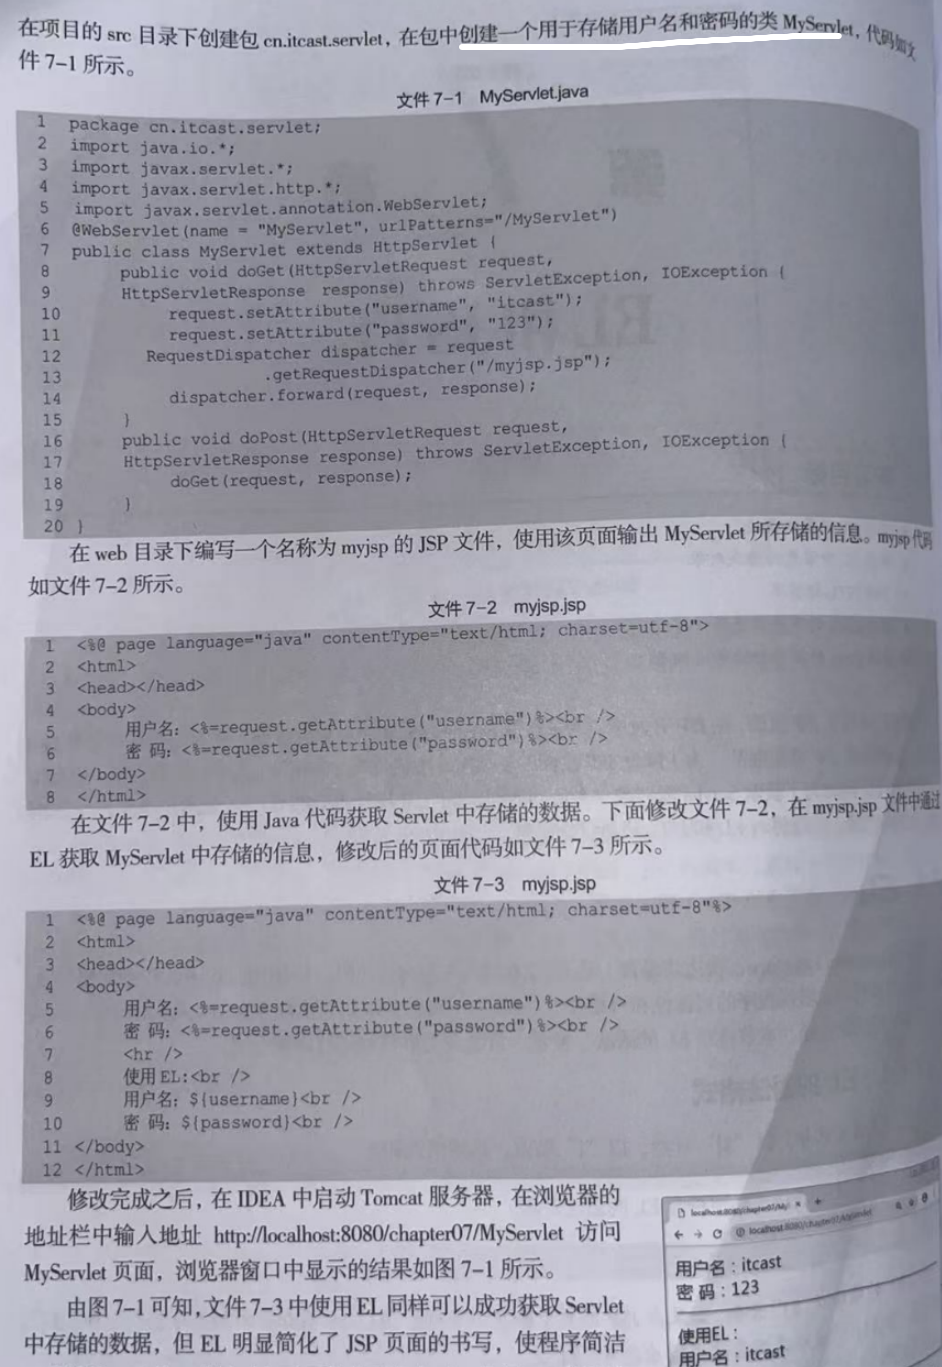 在项目的 src 目录下创建包 cn.itcast.servlet，在包中创建一个用于存储用户名和密码的类 MyServlet，代码如文
件 7-1 所示。
文件 7-1 MyServlet.java
1 package cn.itcast.servlet;
2 import java.io.*;
3 import javax.servlet.*;
4 import javax.servlet.http.*;
5 import javax.servlet.annotation.WebServlet;
6 @WebServlet(name = "MyServlet", urlPatterns="/MyServlet")
7 public class MyServlet extends HttpServlet {
8 public void doGet(HttpServletRequest request,
9 HttpServletResponse response) throws ServletException, IOException {
10 request.setAttribute("username", "itcast");
11 request.setAttribute("password", "123");
12 RequestDispatcher dispatcher = request
13 .getRequestDispatcher("/myjsp.jsp");
14 dispatcher.forward(request, response);
15 }
16 public void doPost(HttpServletRequest request,
17 HttpServletResponse response) throws ServletException, IOException {
18 doGet(request, response);
19 }
20 }
在 web 目录下编写一个名称为 myjsp 的 JSP 文件，使用该页面输出 MyServlet 所存储的信息。myjsp 代码
如文件 7-2 所示。
文件 7-2 myjsp.jsp
1 <%@ page language="java" contentType="text/html; charset=utf-8">
2 <html>
3 <head></head>
4 <body>
5 用户名：<%=request.getAttribute("username")%><br />
6 密 码：<%=request.getAttribute("password")%><br />
7 </body>
8 </html>
在文件 7-2 中，使用 Java 代码获取 Servlet 中存储的数据。下面修改文件 7-2，在 myjsp.jsp 文件中通过
EL 获取 MyServlet 中存储的信息，修改后的页面代码如文件 7-3 所示。
文件 7-3 myjsp.jsp
1 <%@ page language="java" contentType="text/html; charset=utf-8"%>
2 <html>
3 <head></head>
4 <body>
5 用户名：<%=request.getAttribute("username")%><br />
6 密 码：<%=request.getAttribute("password")%><br />
7 <hr />
8 使用 EL:<br />
9 用户名：${username}<br />
10 密 码：${password}<br />
11 </body>
12 </html>
修改完成之后，在 IDEA 中启动 Tomcat 服务器，在浏览器的
地址栏中输入地址 http://localhost:8080/chapter07/MyServlet 访问
MyServlet 页面，浏览器窗口中显示的结果如图 7-1 所示。
由图 7-1 可知，文件 7-3 中使用 EL 同样可以成功获取 Servlet
中存储的数据，但 EL 明显简化了 JSP 页面的书写，使程序简洁
localhost:8080/chapter07/My
localhost:8080/chapter07/MyServlet
用户名：itcast
密 码：123
使用EL：
用户名：itcast